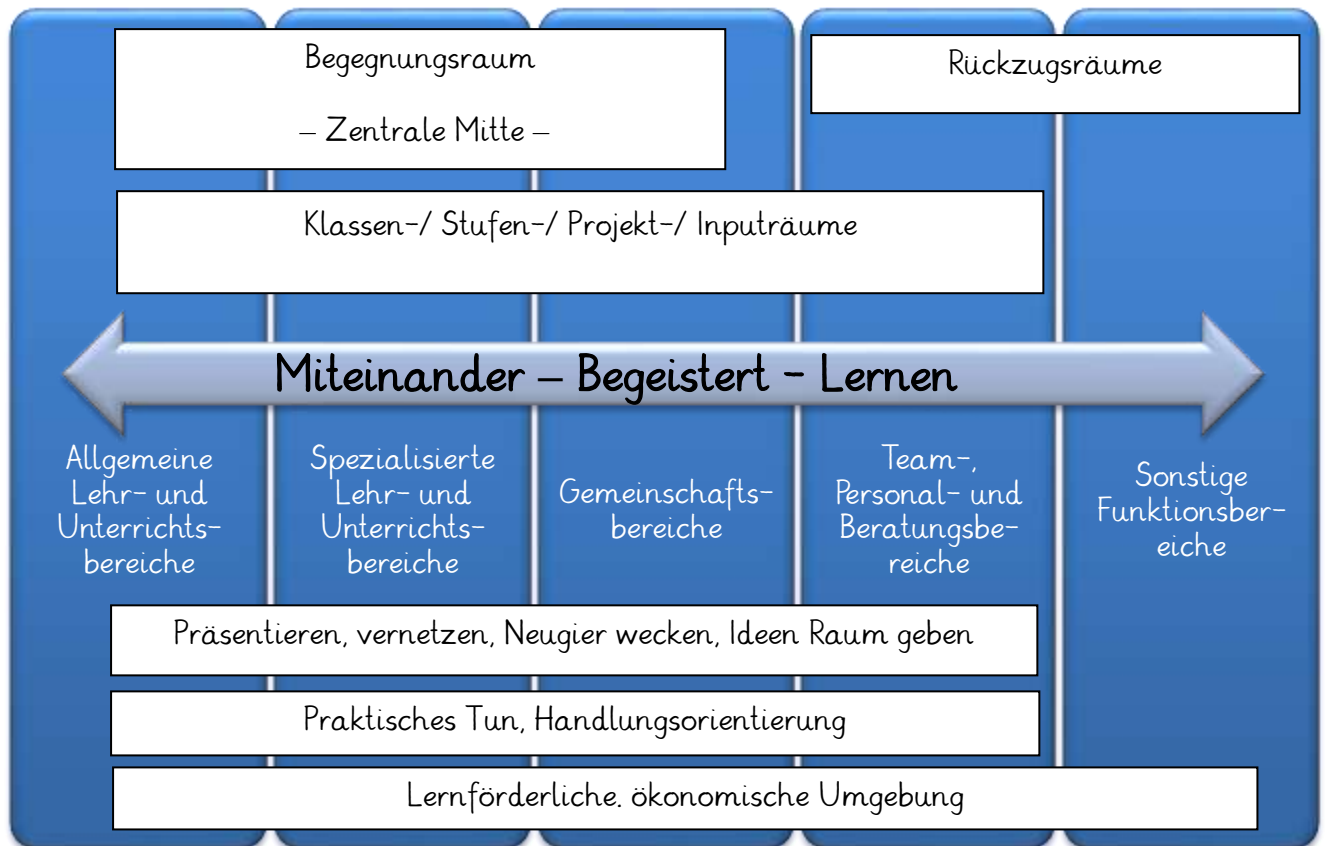 Begegnungsraum
– Zentrale Mitte –
Rückzugsräume
Klassen-/ Stufen-/ Projekt-/ Inputräume
Miteinander – Begeistert - Lernen
Allgemeine
Lehr- und
Unterrichts-
bereiche
Spezialisierte
Lehr- und
Unterrichts-
bereiche
Gemeinschafts-
bereiche
Team-,
Personal- und
Beratungsbe-
reiche
Sonstige
Funktionsber-
eiche
Präsentieren, vernetzen, Neugier wecken, Ideen Raum geben
Praktisches Tun, Handlungsorientierung
Lernförderliche. ökonomische Umgebung